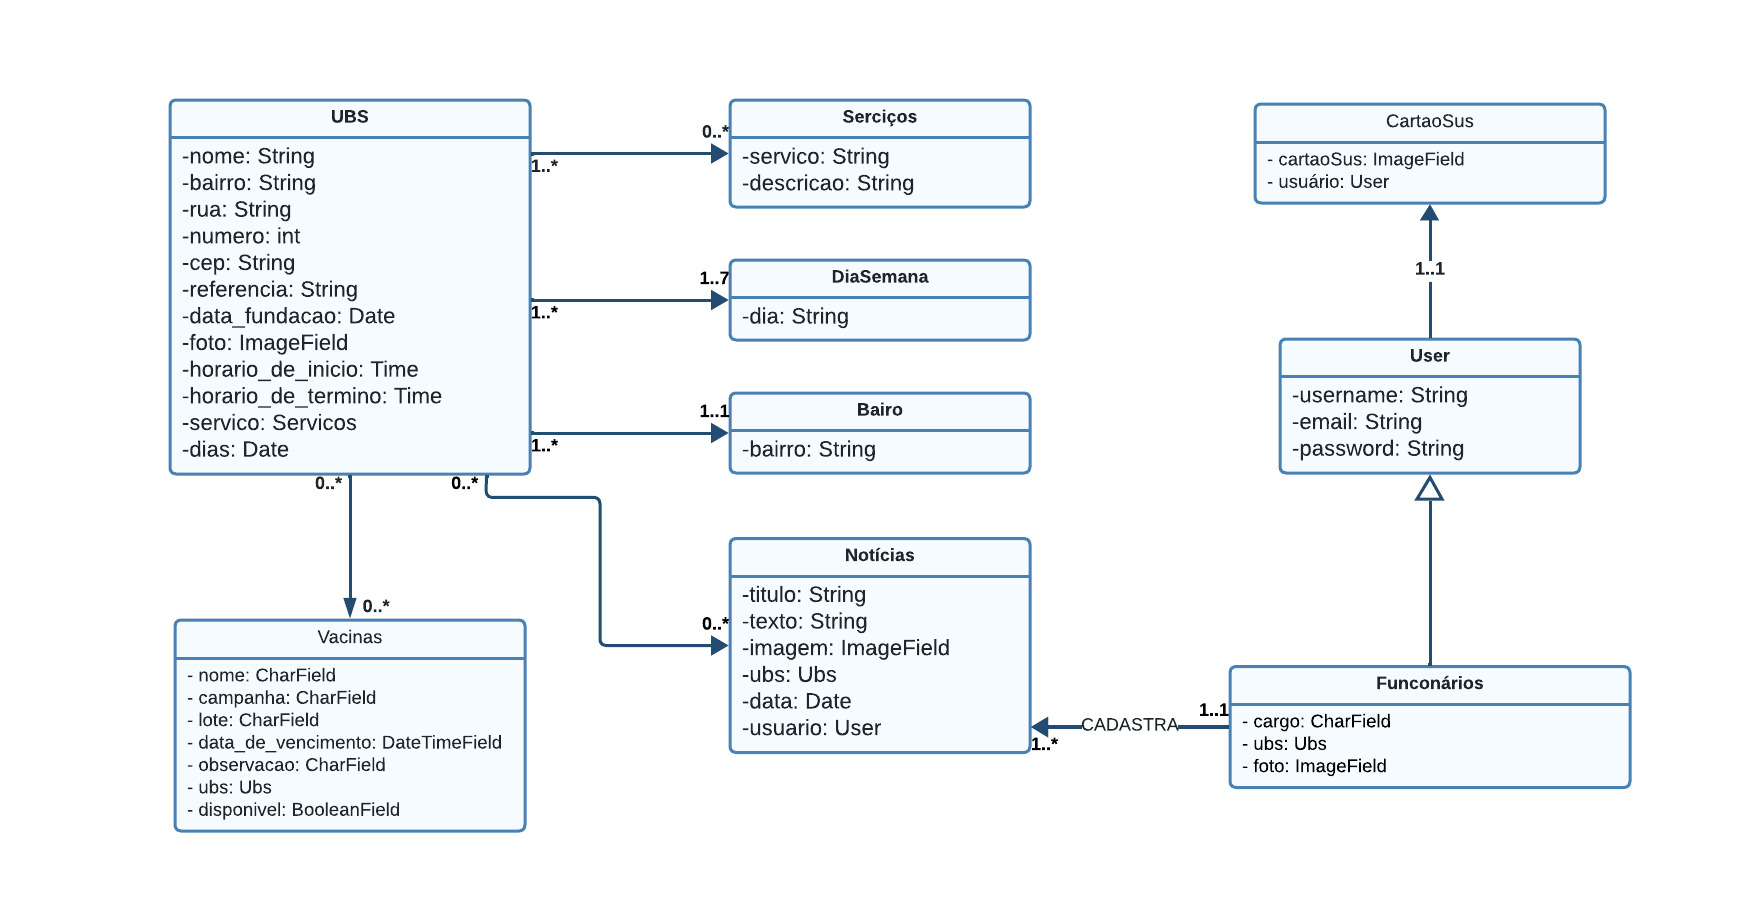 UBS
-nome: String
-bairro: String
-rua: String
-numero: int
-cep: String
-referencia: String
-data_fundacao: Date
-foto: ImageField
-horario_de_inicio: Time
-horario_de_termino: Time
-servico: Servicos
-dias: Date
0..*
1..*
Serciços
-servico: String
-descricao: String
1..7
1..*
DiaSemana
-dia: String
1..1
1..*
Bairo
-bairro: String
0..*
0..*
0..*
Vacinas
- nome: CharField
- campanha: CharField
- lote: CharField
- data_de_vencimento: DateTimeField
- observacao: CharField
- ubs: Ubs
- disponivel: BooleanField
0..*
Notícias
-titulo: String
-texto: String
-imagem: ImageField
-ubs: Ubs
-data: Date
-usuario: User
CartaoSus
- cartaoSus: ImageField
- usuário: User
1..1
User
-username: String
-email: String
-password: String
1..1
CADASTRA
1..*
Funconários
- cargo: CharField
- ubs: Ubs
- foto: ImageField